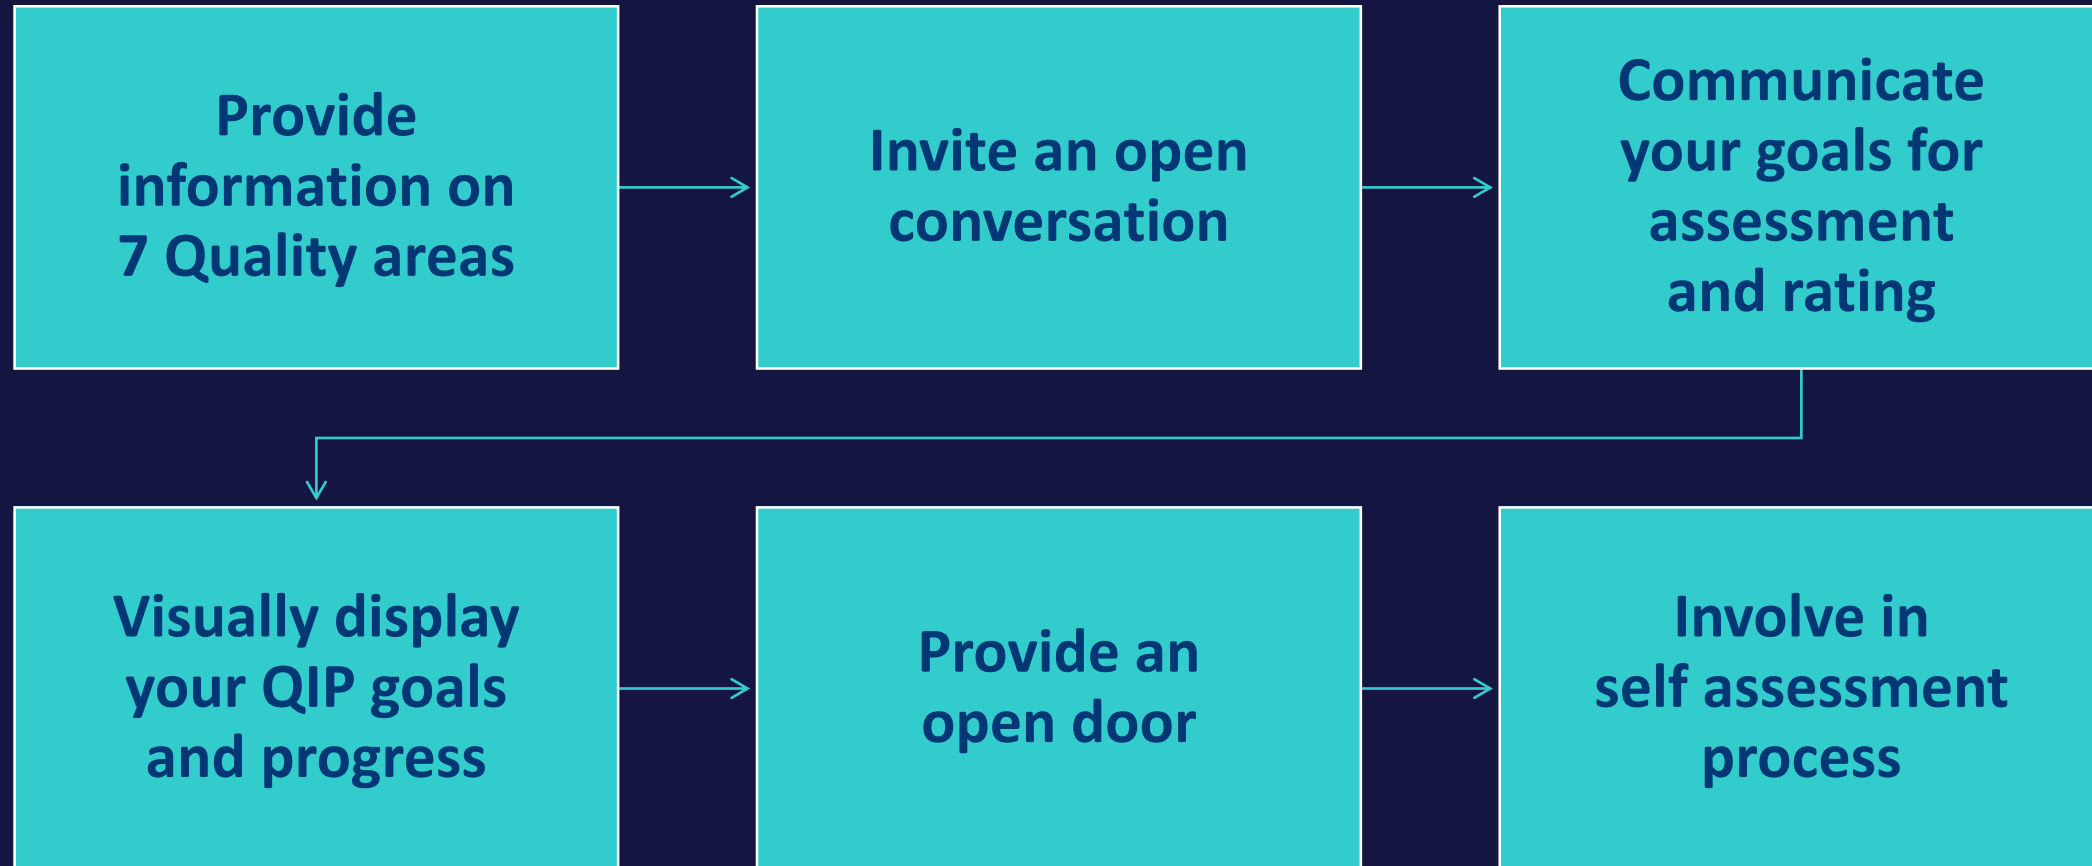 Provide
information on
7 Quality areas
Invite an open
conversation
Communicate
your goals for
assessment
and rating
Visually display
your QIP goals
and progress
Provide an
open door
Involve in
self assessment
process